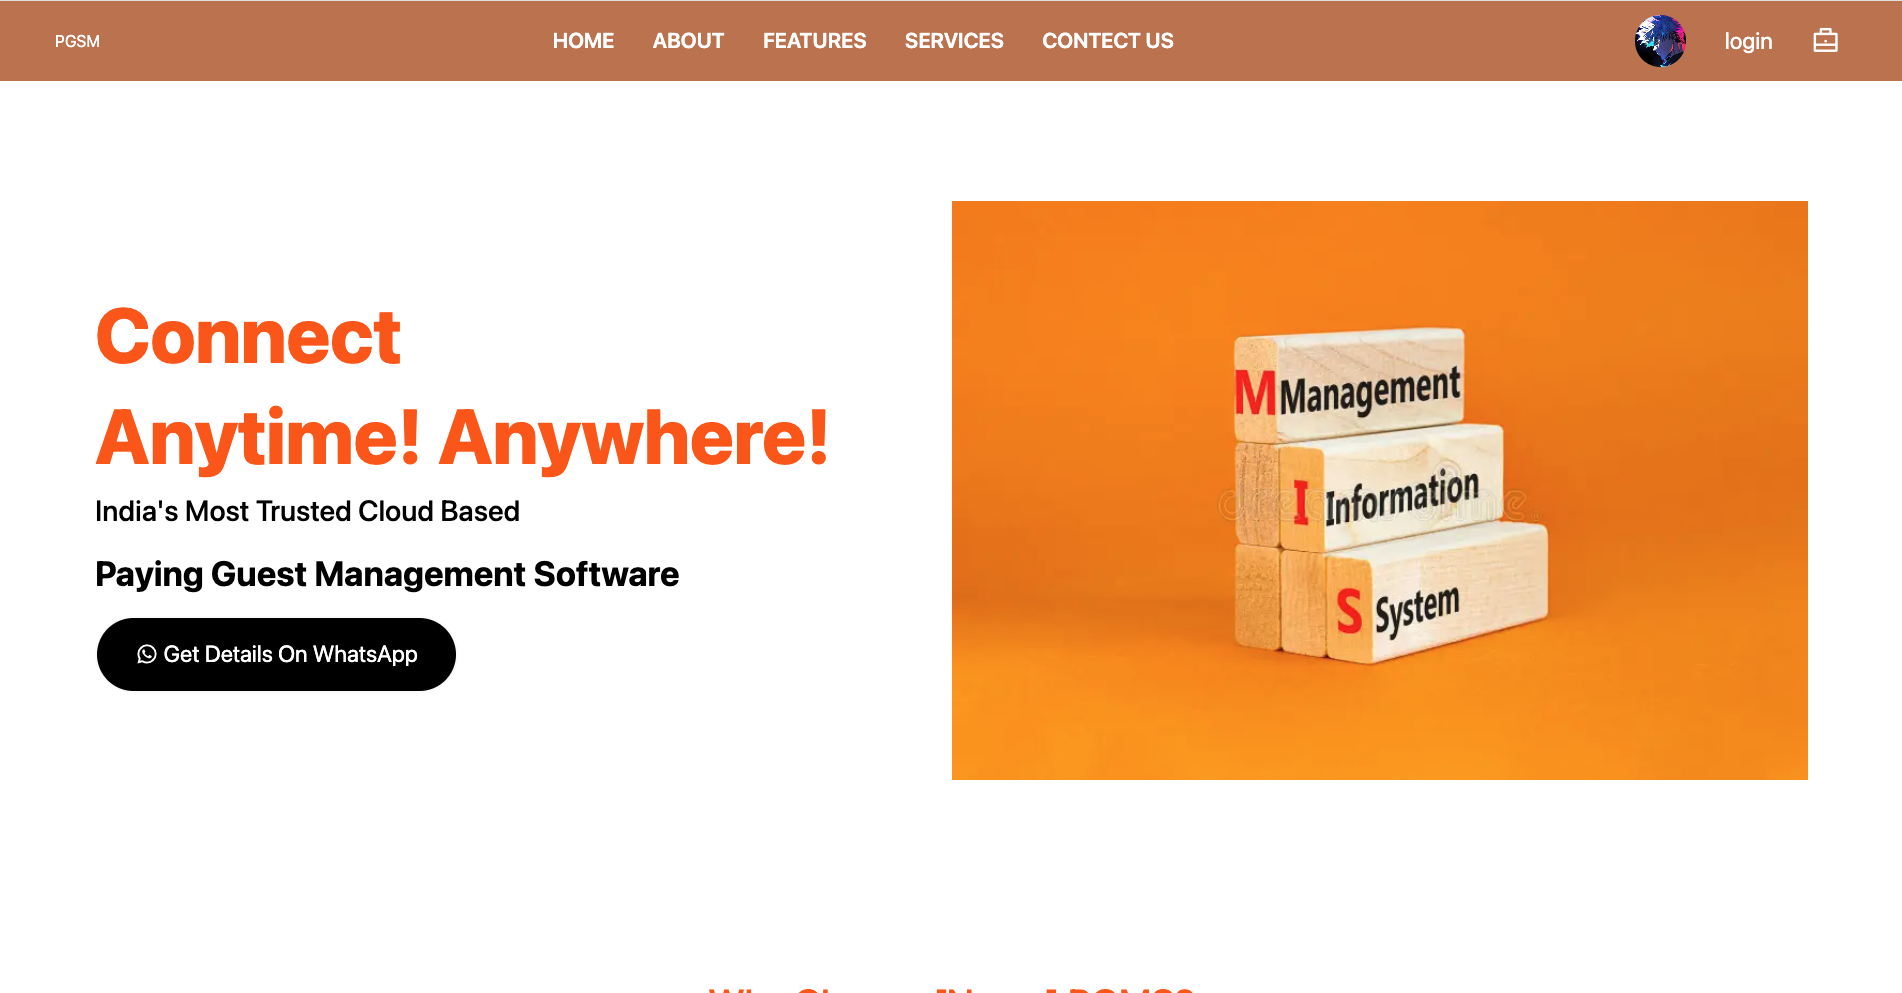 PGSM
HOME ABOUT FEATURES SERVICES CONTECT US
login
Connect
Anytime! Anywhere!
India's Most Trusted Cloud Based
Paying Guest Management Software
Get Details On WhatsApp
M Management
I Information
S System